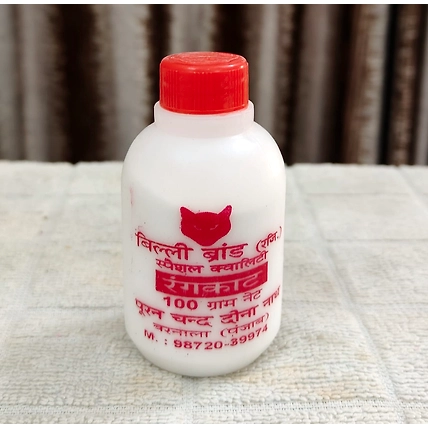 बिल्ली ब्रांड (रजि.)
स्पैशल क्वालिटी
रंगकाट
100 ग्राम नेट
पूरन चन्द दौना नाथ
बरनाला (पंजाब)
M. : 98720-39974